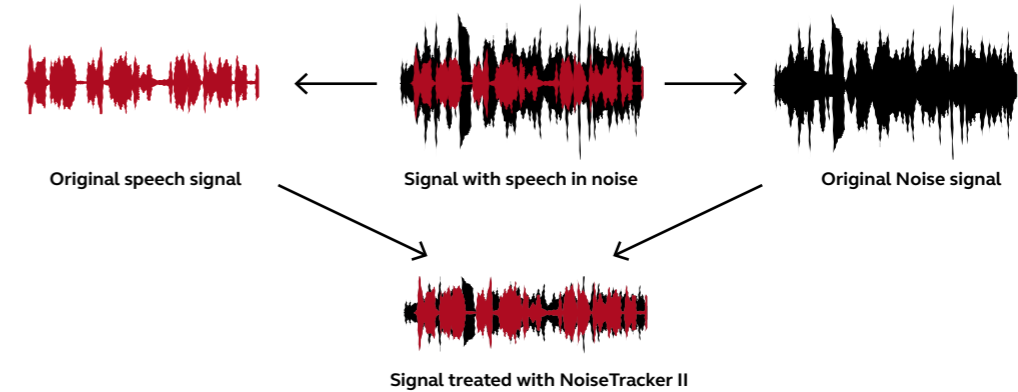 Original speech signal
Signal with speech in noise
Original Noise signal
Signal treated with NoiseTracker II